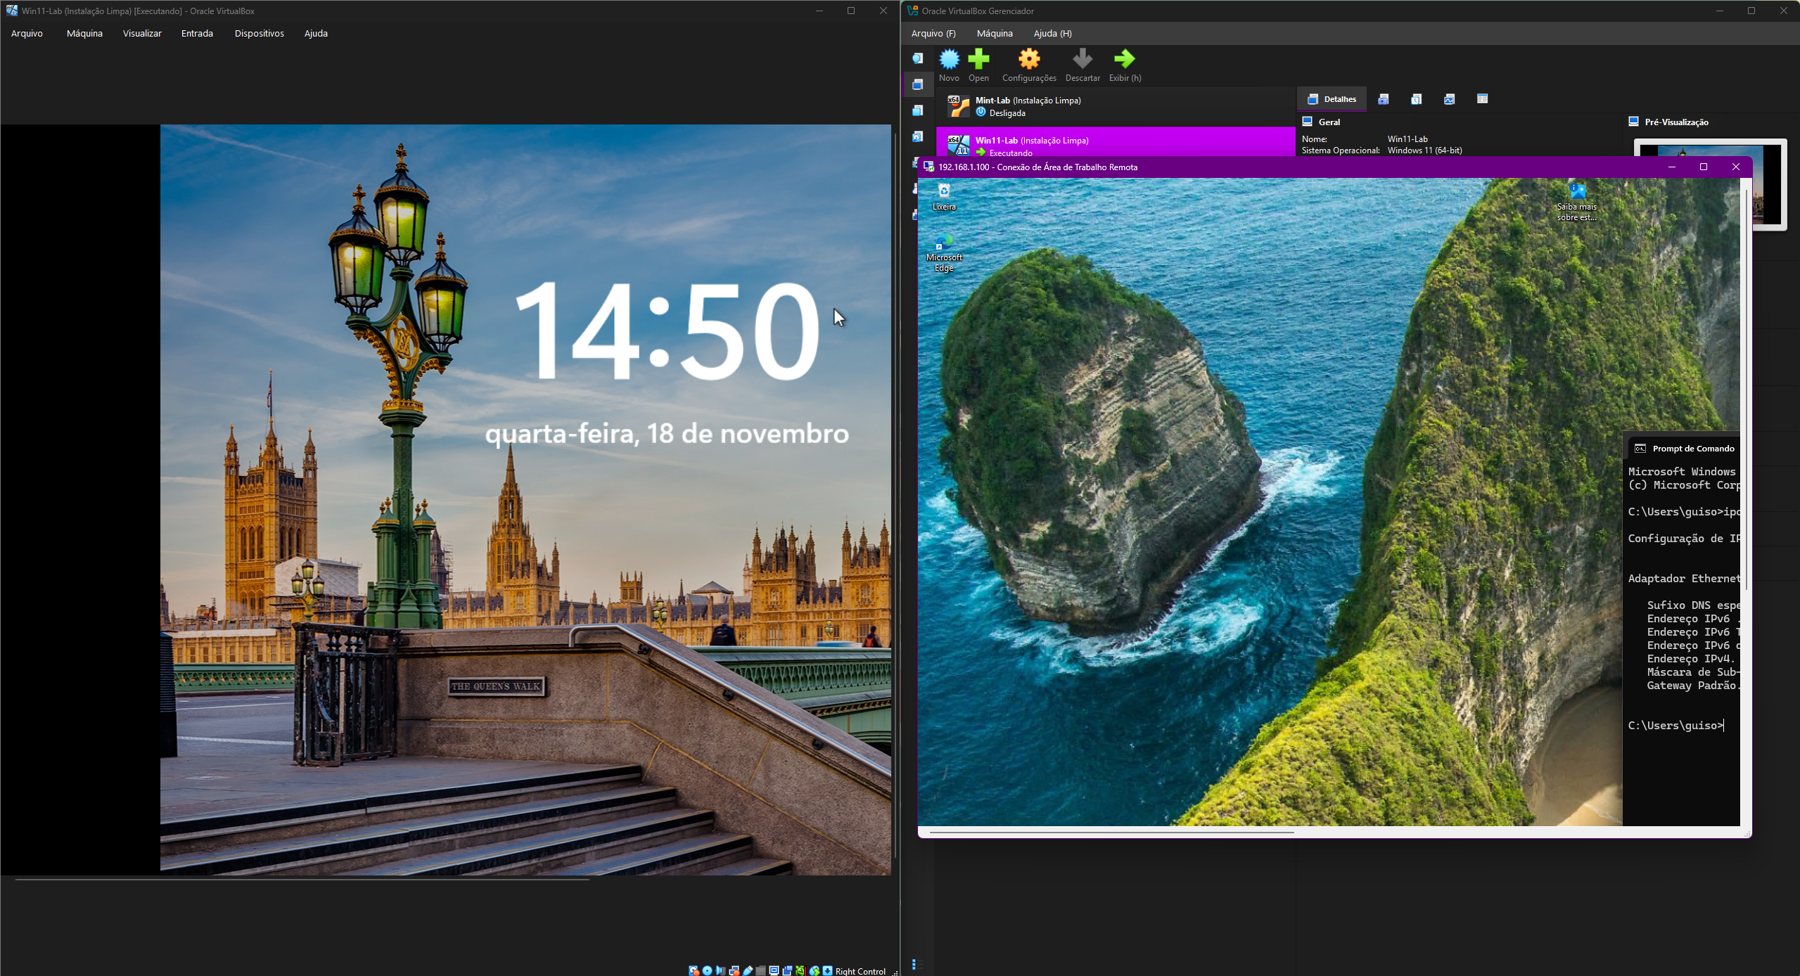 Win11-Lab (Instalação Limpa) [Executando] - Oracle VirtualBox
Arquivo Máquina Visualizar Entrada Dispositivos Ajuda
14:50
quarta-feira, 18 de novembro
THE QUEENS WALK
Right Control
Oracle VirtualBox Gerenciador
Arquivo (F) Máquina Ajuda (H)
Novo Open Configurações Descartar Exibir (h)
Mint-Lab (Instalação Limpa)
Desligada
Win11-Lab (Instalação Limpa)
Executando
Detalhes
Geral
Nome: Win11-Lab
Sistema Operacional: Windows 11 (64-bit)
Pré-Visualização
192.168.1.100 - Conexão de Área de Trabalho Remota
Lixeira
Microsoft
Edge
Saiba mais
sobre est...
Prompt de Comando
Microsoft Windows
(c) Microsoft Corp
C:\Users\guiso>ipc
Configuração de IP
Adaptador Ethernet
Sufixo DNS espe
Endereço IPv6 .
Endereço IPv6 T
Endereço IPv6 d
Endereço IPv4.
Máscara de Sub-
Gateway Padrão.
C:\Users\guiso>